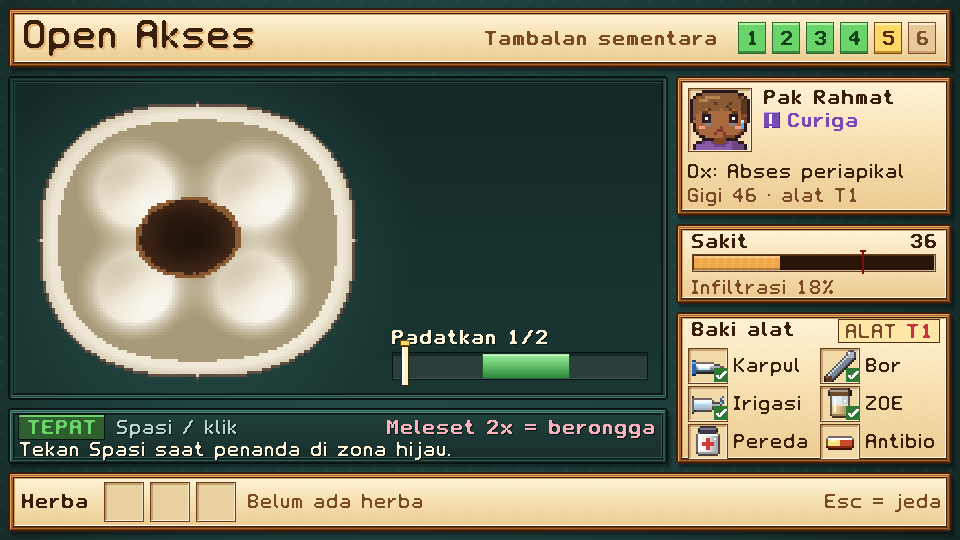 Open Akses
Tambalan sementara 1 2 3 4 5 6
Pak Rahmat
Curiga
Dx: Abses periapikal
Gigi 46 · alat T1
Sakit 36
Infiltrasi 18%
Padatkan 1/2
Baki alat ALAT T1
Karpul Bor
Irigasi ZOE
Pereda Antibio
TEPAT Spasi / klik Meleset 2x = berongga
Tekan Spasi saat penanda di zona hijau.
Herba Belum ada herba Esc = jeda